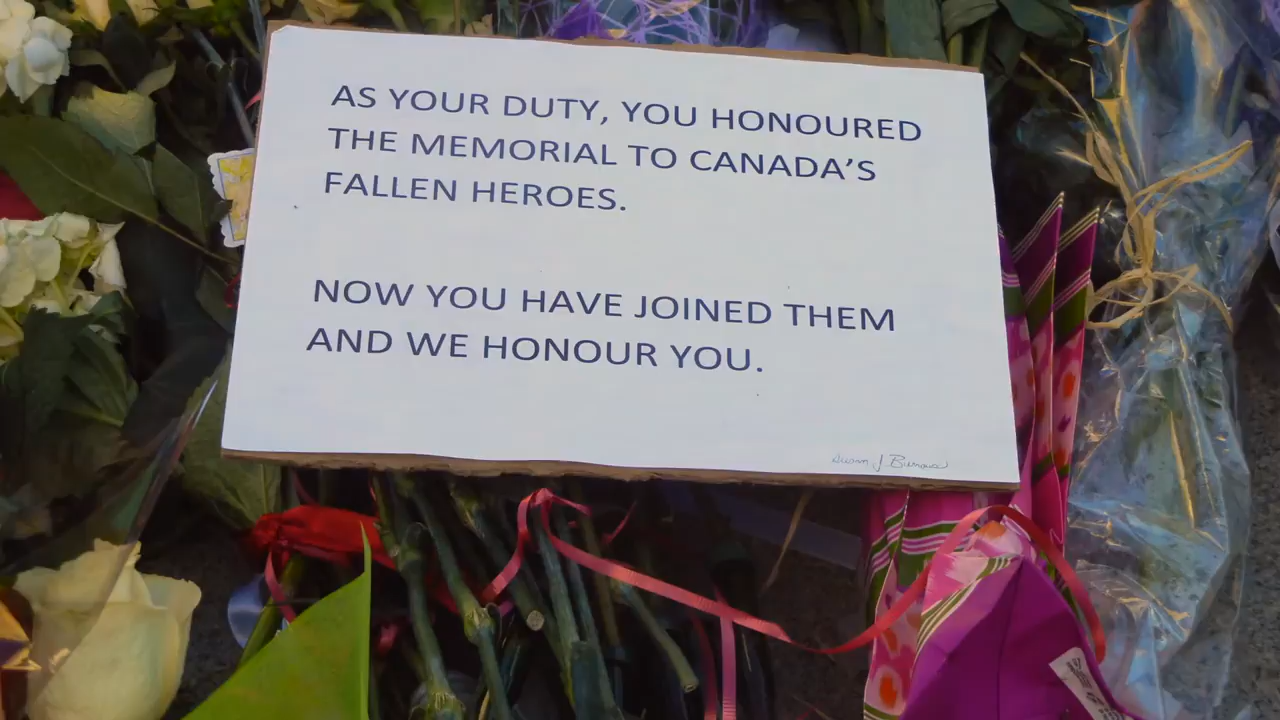 AS YOUR DUTY, YOU HONOURED
THE MEMORIAL TO CANADA'S
FALLEN HEROES.
NOW YOU HAVE JOINED THEM
AND WE HONOUR YOU.